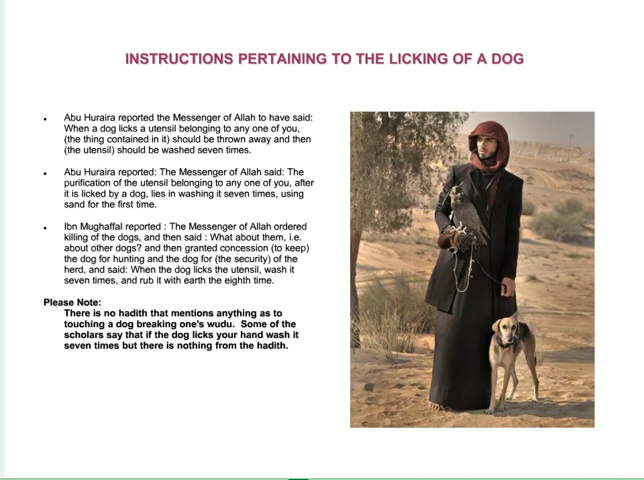 INSTRUCTIONS PERTAINING TO THE LICKING OF A DOG
• Abu Huraira reported the Messenger of Allah to have said:
When a dog licks a utensil belonging to any one of you,
(the thing contained in it) should be thrown away and then
(the utensil) should be washed seven times.
• Abu Huraira reported: The Messenger of Allah said: The
purification of the utensil belonging to any one of you, after
it is licked by a dog, lies in washing it seven times, using
sand for the first time.
• Ibn Mughaffal reported : The Messenger of Allah ordered
killing of the dogs, and then said : What about them, i.e.
about other dogs? and then granted concession (to keep)
the dog for hunting and the dog for (the security) of the
herd, and said: When the dog licks the utensil, wash it
seven times, and rub it with earth the eighth time.
Please Note:
There is no hadith that mentions anything as to
touching a dog breaking one's wudu. Some of the
scholars say that if the dog licks your hand wash it
seven times but there is nothing from the hadith.